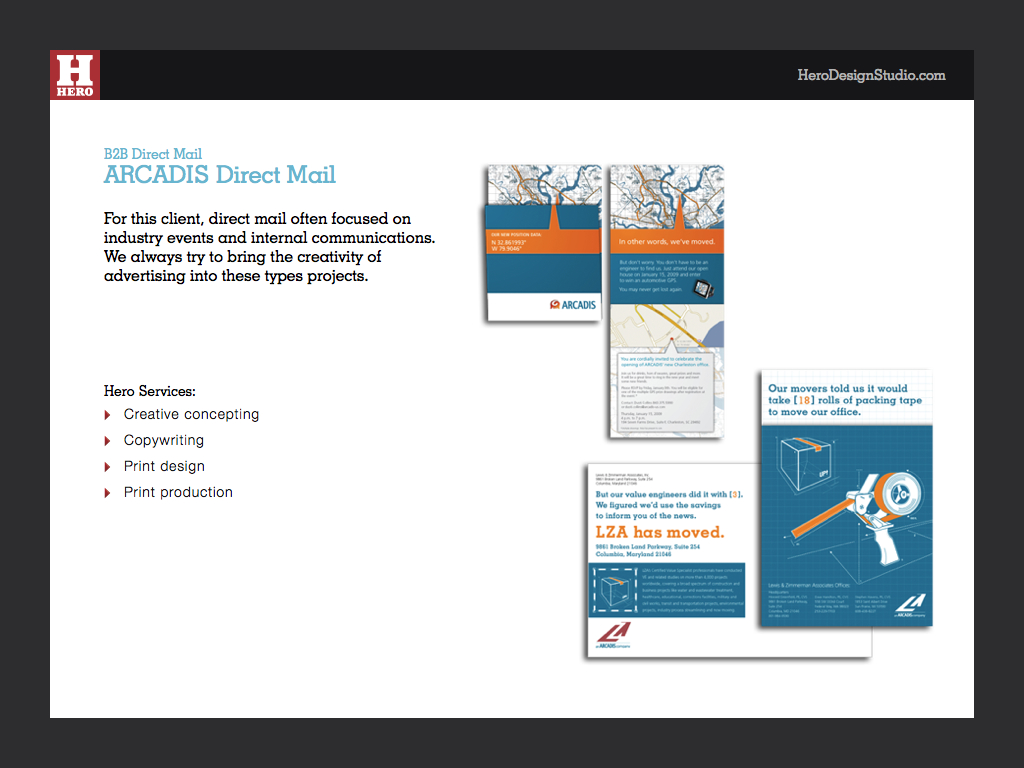 H
HERO
HeroDesignStudio.com
B2B Direct Mail
ARCADIS Direct Mail
For this client, direct mail often focused on
industry events and internal communications.
We always try to bring the creativity of
advertising into these types projects.
Hero Services:
Creative concepting
Copywriting
Print design
Print production
OUR NEW POSITION DATA:
N 32.861993°
W 79.9046°
ARCADIS
In other words, we've moved.
But don't worry. You don't have to be an
engineer to find us. Just attend our open
house on January 15, 2009 and enter
to win an automotive GPS.
You may never get lost again.
You are cordially invited to celebrate the
opening of ARCADIS' new Charleston office.
Our movers told us it would
take [18] rolls of packing tape
to move our office.
UPY
Lewis & Zimmerman Associates Offices
LZA
an ARCADIS company
But our value engineers did it with [3].
We figured we'd use the savings
to inform you of the news.
LZA has moved.
9861 Broken Land Parkway, Suite 254
Columbia, Maryland 21046
an ARCADIS company